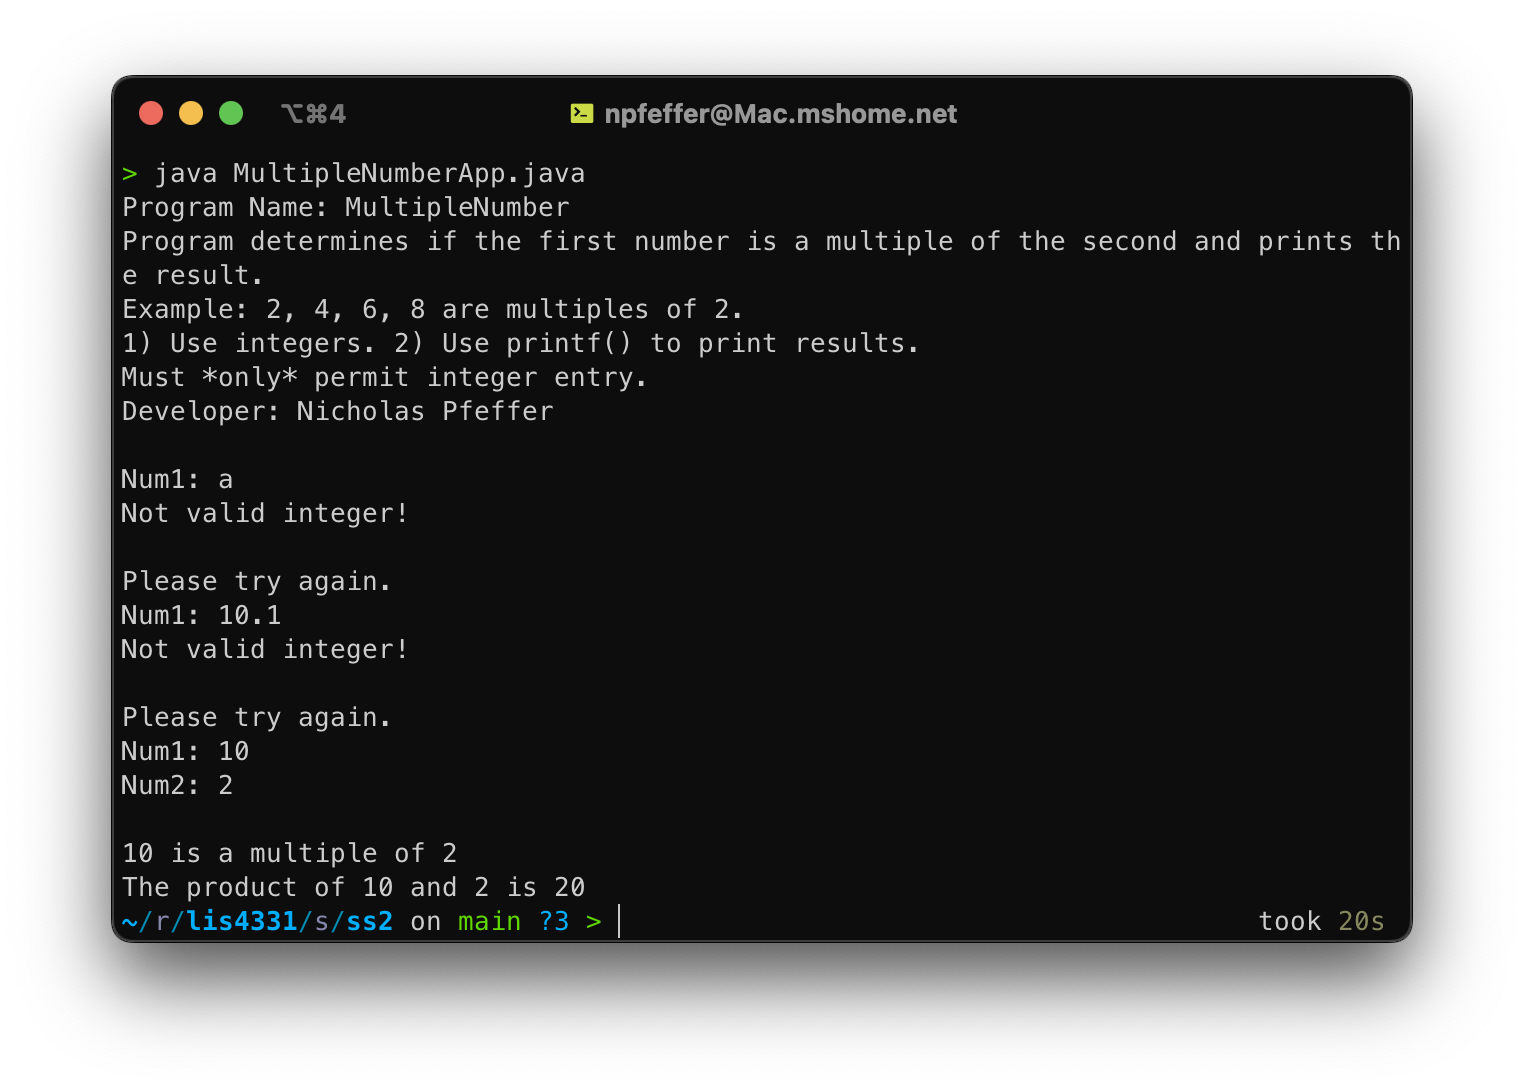 ⌥⌘4
npfeffer@Mac.mshome.net
> java MultipleNumberApp.java
Program Name: MultipleNumber
Program determines if the first number is a multiple of the second and prints th
e result.
Example: 2, 4, 6, 8 are multiples of 2.
1) Use integers. 2) Use printf() to print results.
Must *only* permit integer entry.
Developer: Nicholas Pfeffer
Num1: a
Not valid integer!
Please try again.
Num1: 10.1
Not valid integer!
Please try again.
Num1: 10
Num2: 2
10 is a multiple of 2
The product of 10 and 2 is 20
~/r/lis4331/s/ss2 on main ?3 > took 20s